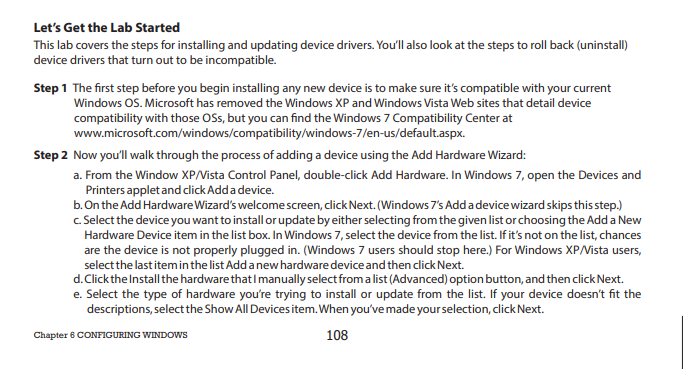 Let's Get the Lab Started
This lab covers the steps for installing and updating device drivers. You'll also look at the steps to roll back (uninstall)
device drivers that turn out to be incompatible.
Step 1 The first step before you begin installing any new device is to make sure it's compatible with your current
Windows OS. Microsoft has removed the Windows XP and Windows Vista Web sites that detail device
compatibility with those OSs, but you can find the Windows 7 Compatibility Center at
www.microsoft.com/windows/compatibility/windows-7/en-us/default.aspx.
Step 2 Now you'll walk through the process of adding a device using the Add Hardware Wizard:
a. From the Window XP/Vista Control Panel, double-click Add Hardware. In Windows 7, open the Devices and
Printers applet and click Add a device.
b. On the Add Hardware Wizard's welcome screen, click Next. (Windows 7's Add a device wizard skips this step.)
c. Select the device you want to install or update by either selecting from the given list or choosing the Add a New
Hardware Device item in the list box. In Windows 7, select the device from the list. If it's not on the list, chances
are the device is not properly plugged in. (Windows 7 users should stop here.) For Windows XP/Vista users,
select the last item in the list Add a new hardware device and then click Next.
d. Click the Install the hardware that I manually select from a list (Advanced) option button, and then click Next.
e. Select the type of hardware you're trying to install or update from the list. If your device doesn't fit the
descriptions, select the Show All Devices item. When you've made your selection, click Next.
Chapter 6 CONFIGURING WINDOWS 108